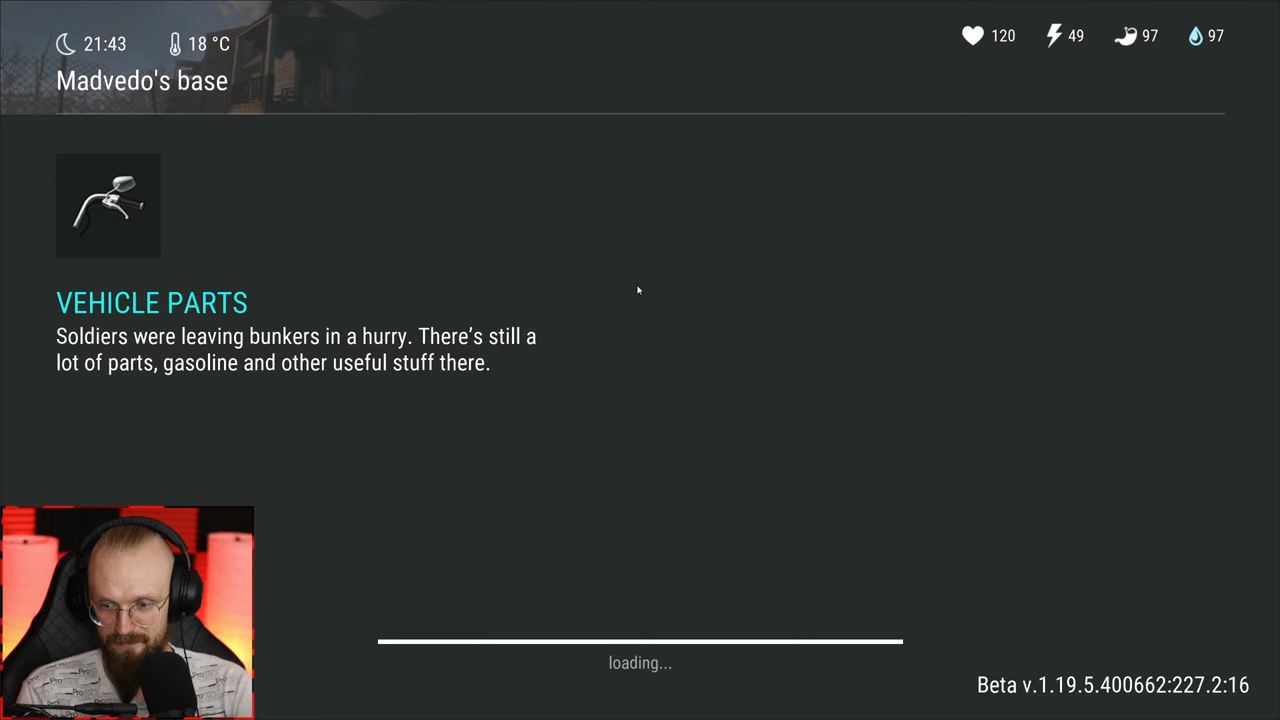 21:43 18 °C
120 49 97 97
Madvedo's base
VEHICLE PARTS
Soldiers were leaving bunkers in a hurry. There’s still a
lot of parts, gasoline and other useful stuff there.
loading...
Beta v.1.19.5.400662:227.2:16